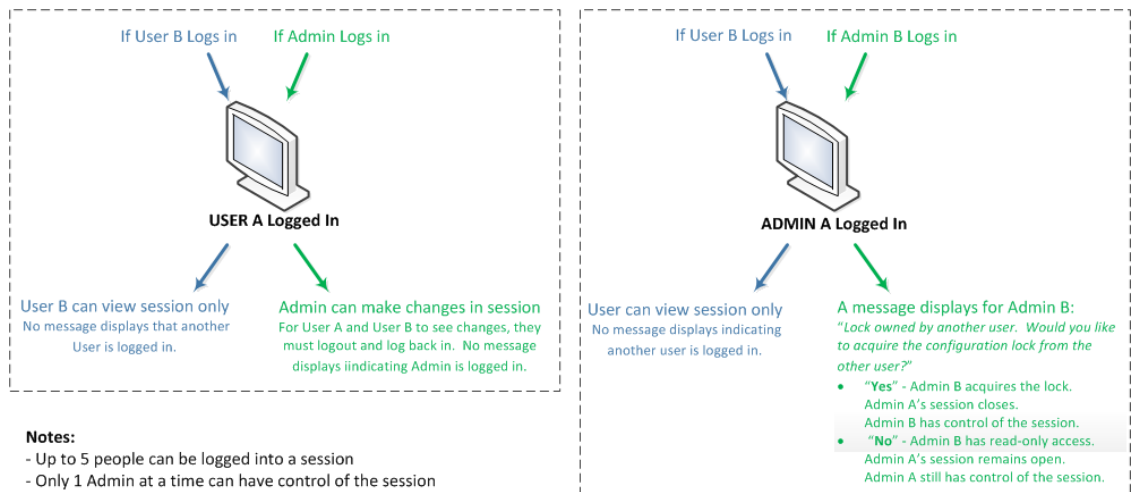 If User B Logs in
If Admin Logs in
USER A Logged In
User B can view session only
No message displays that another
User is logged in.
Admin can make changes in session
For User A and User B to see changes, they
must logout and log back in.  No message
displays iindicating Admin is logged in.
Notes:
- Up to 5 people can be logged into a session
- Only 1 Admin at a time can have control of the session
If User B Logs in
If Admin B Logs in
ADMIN A Logged In
User can view session only
No message displays indicating
another user is logged in.
A message displays for Admin B:
"Lock owned by another user.  Would you like
to acquire the configuration lock from the
other user?"
• "Yes" - Admin B acquires the lock.
Admin A's session closes.
Admin B has control of the session.
• "No" - Admin B has read-only access.
Admin A's session remains open.
Admin A still has control of the session.